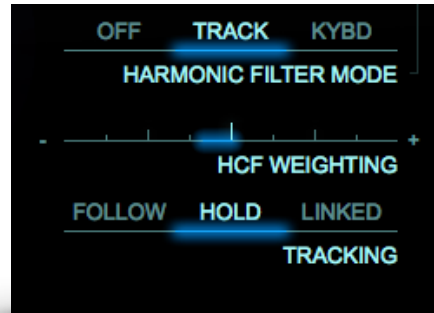 OFF TRACK KYBD
HARMONIC FILTER MODE
- +
HCF WEIGHTING
FOLLOW HOLD LINKED
TRACKING